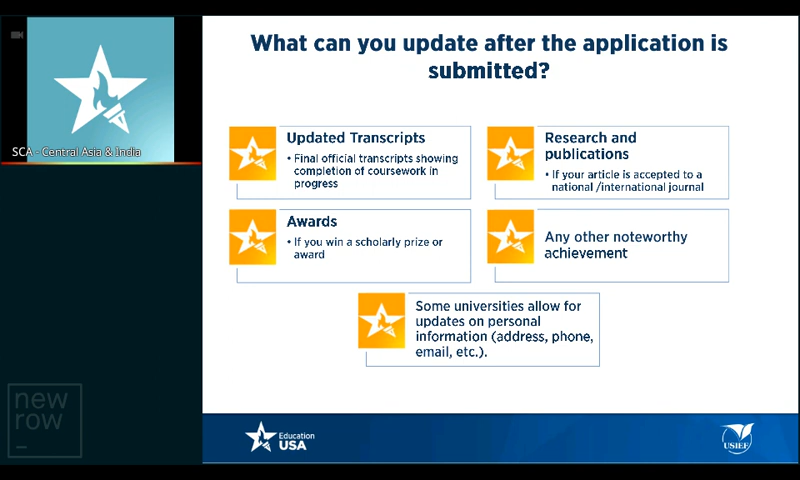 What can you update after the application is
submitted?
SCA - Central Asia & India
Updated Transcripts
• Final official transcripts showing
completion of coursework in
progress
Research and
publications
• If your article is accepted to a
national /international journal
Awards
• If you win a scholarly prize or
award
Any other noteworthy
achievement
Some universities allow for
updates on personal
information (address, phone,
email, etc.).
new
row
Education
USA
USIEF